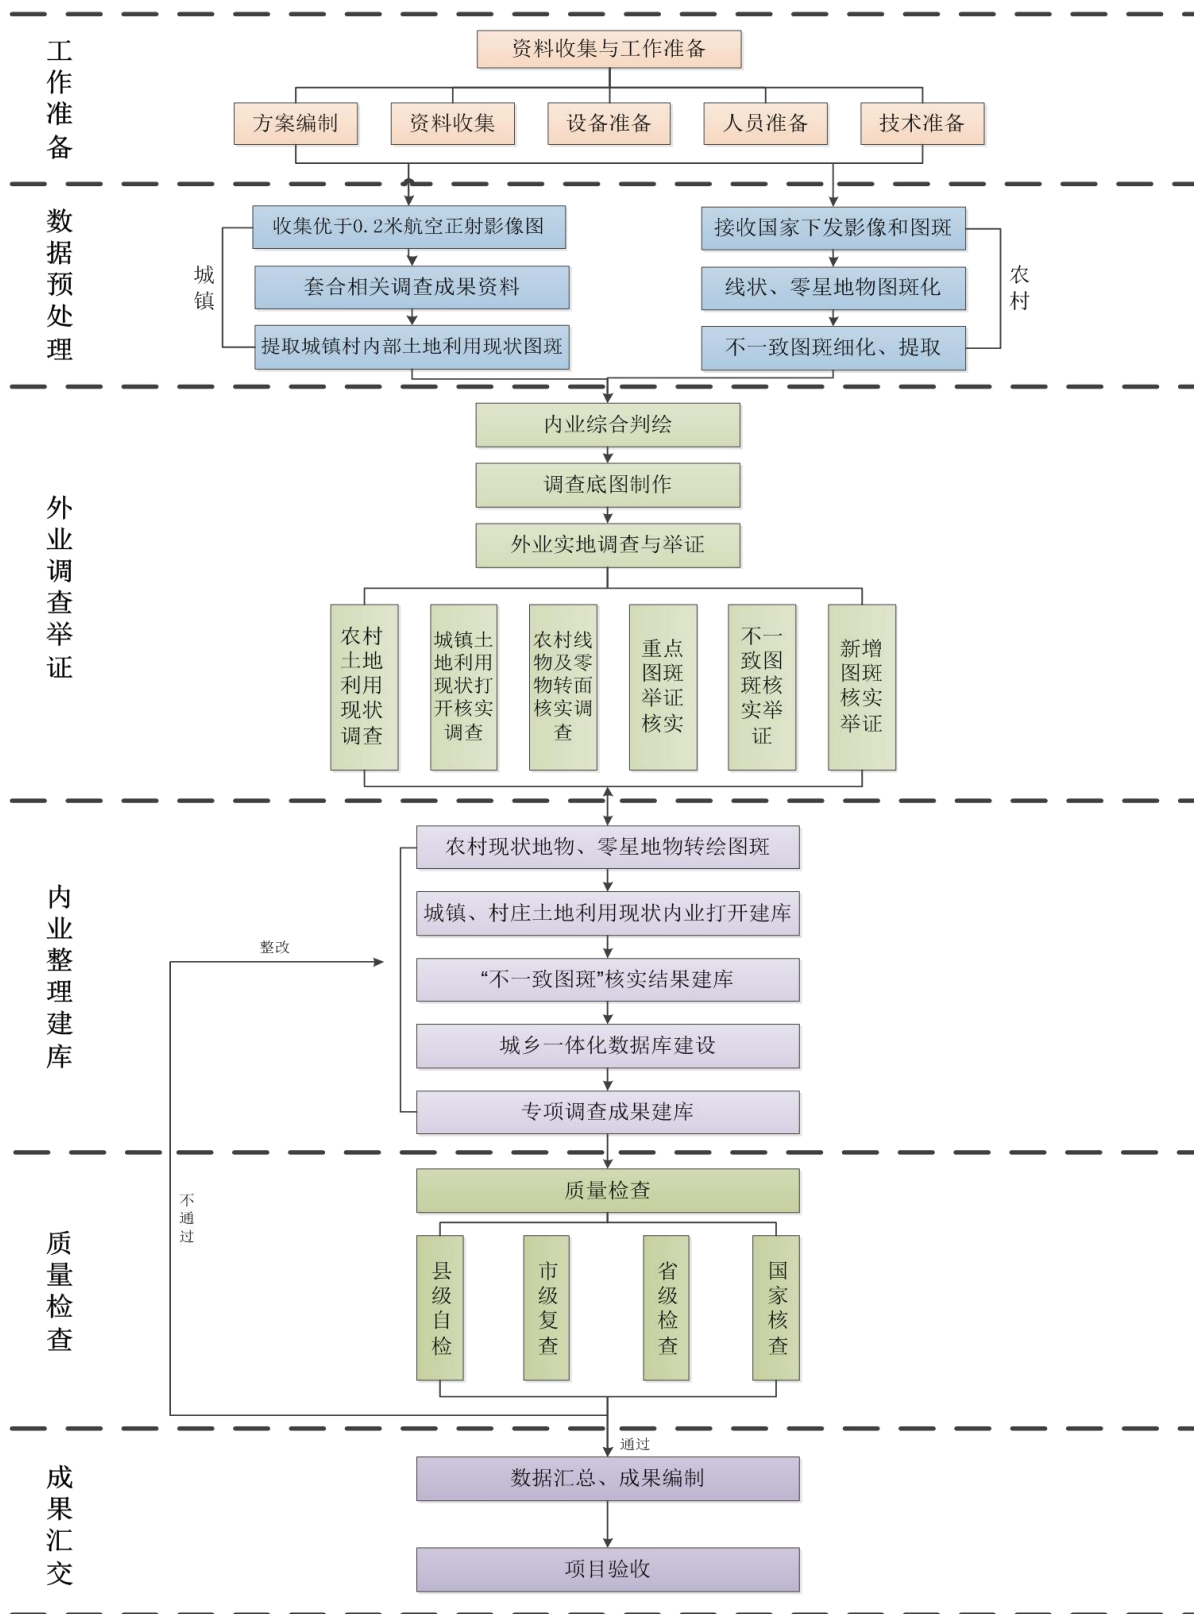 工作准备
资料收集与工作准备
方案编制
资料收集
设备准备
人员准备
技术准备
数据预处理
城镇
收集优于0.2米航空正射影像图
套合相关调查成果资料
提取城镇村内部土地利用现状图斑
接收国家下发影像和图斑
线状、零星地物图斑化
不一致图斑细化、提取
农村
外业调查举证
内业综合判绘
调查底图制作
外业实地调查与举证
农村
土地
利用
现状
调查
城镇土
地利用
现状打
开核实
调查
农村线
物及零
物转面
核实调
查
重点
图斑
举证
核实
不一
致图
斑核
实举
证
新增
图斑
核实
举证
内业整理建库
农村现状地物、零星地物转绘图斑
城镇、村庄土地利用现状内业打开建库
“不一致图斑”核实结果建库
城乡一体化数据库建设
专项调查成果建库
整改
不通过
质量检查
质量检查
县级自检
市级复查
省级检查
国家核查
通过
成果汇交
数据汇总、成果编制
项目验收